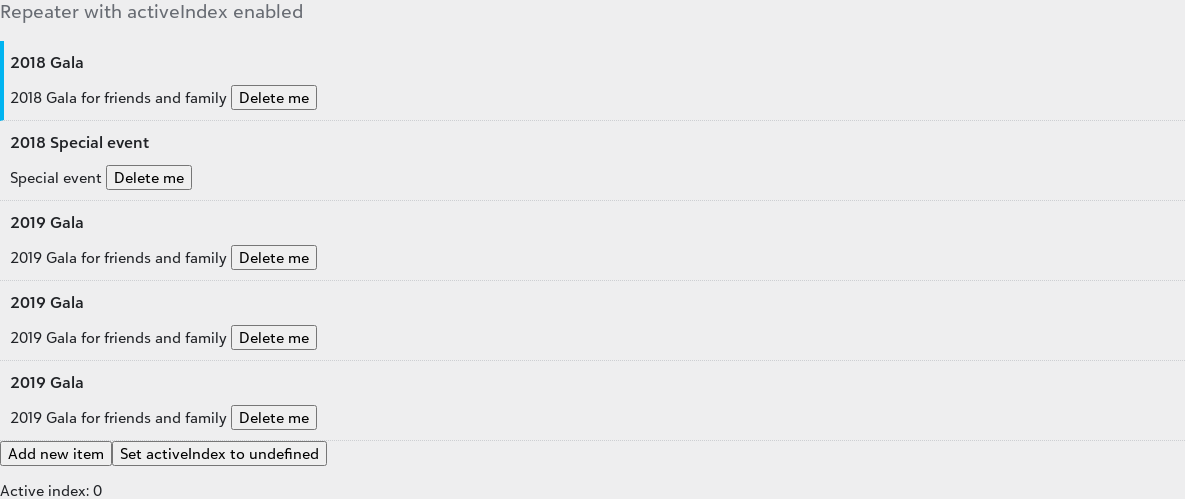 Repeater with activeIndex enabled
2018 Gala
2018 Gala for friends and family Delete me
2018 Special event
Special event Delete me
2019 Gala
2019 Gala for friends and family Delete me
2019 Gala
2019 Gala for friends and family Delete me
2019 Gala
2019 Gala for friends and family Delete me
Add new item Set activeIndex to undefined
Active index: 0